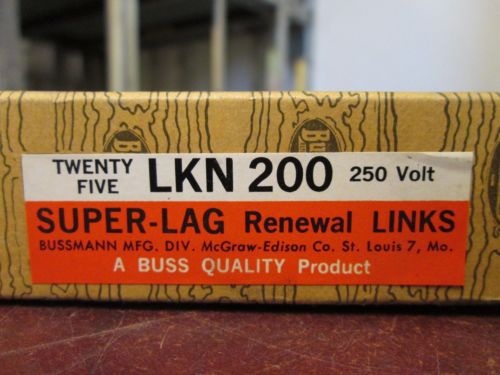 TWENTY FIVE LKN 200 250 Volt
SUPER-LAG Renewal LINKS
BUSSMANN MFG. DIV. McGraw-Edison Co. St. Louis 7, Mo.
A BUSS QUALITY Product